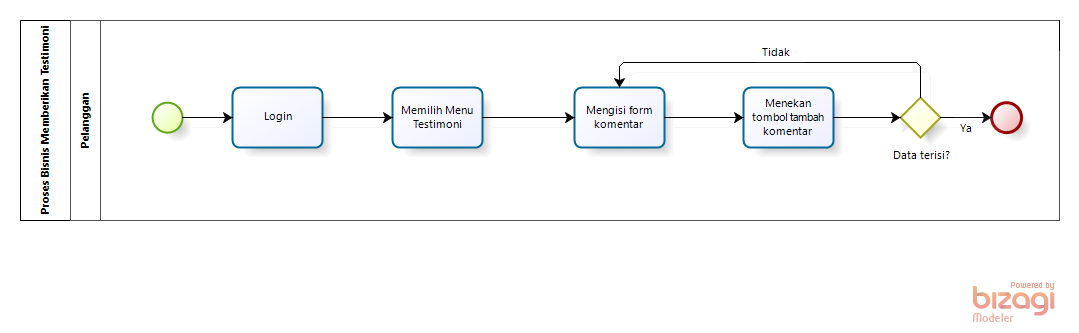 Proses Bisnis Memberikan Testimoni
Pelanggan
Tidak
Login
Memilih Menu
Testimoni
Mengisi form
komentar
Menekan
tombol tambah
komentar
Ya
Data terisi?
Powered by
bizagi
Modeler